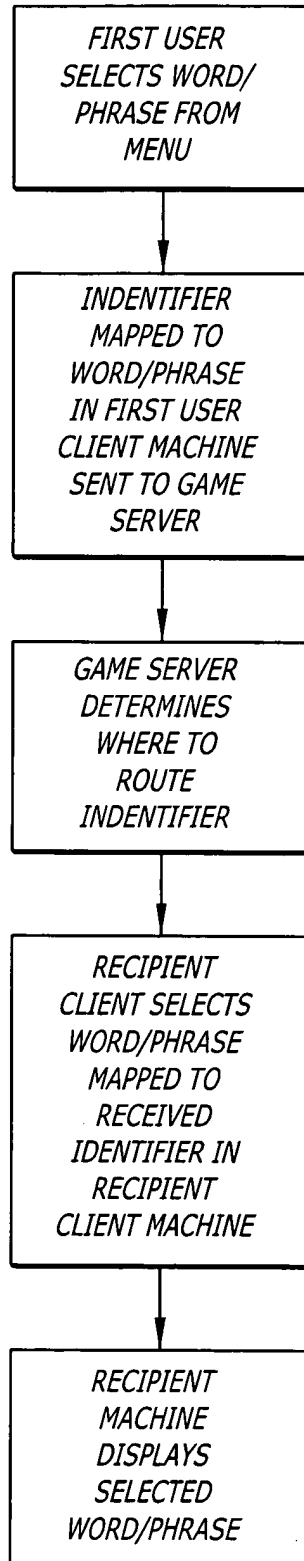 FIRST USER
SELECTS WORD/
PHRASE FROM
MENU
INDENTIFIER
MAPPED TO
WORD/PHRASE
IN FIRST USER
CLIENT MACHINE
SENT TO GAME
SERVER
GAME SERVER
DETERMINES
WHERE TO
ROUTE
INDENTIFIER
RECIPIENT
CLIENT SELECTS
WORD/PHRASE
MAPPED TO
RECEIVED
IDENTIFIER IN
RECIPIENT
CLIENT MACHINE
RECIPIENT
MACHINE
DISPLAYS
SELECTED
WORD/PHRASE